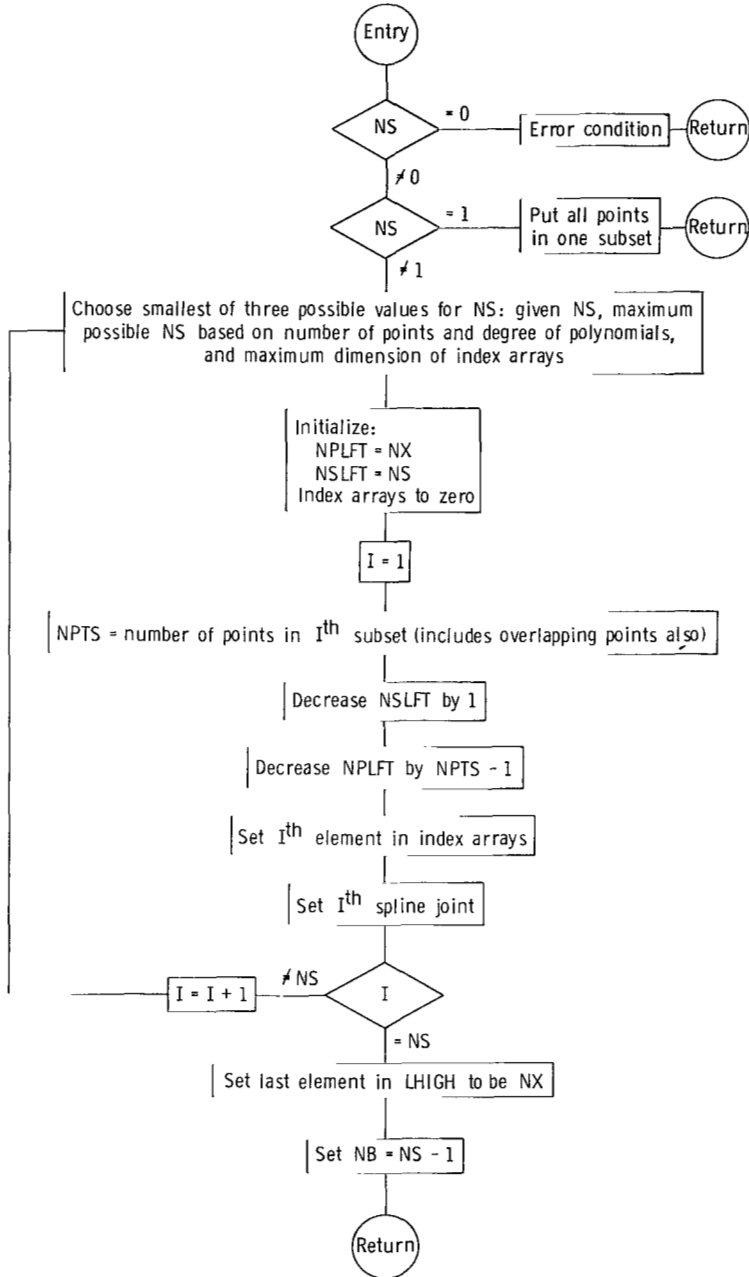 Entry
NS
= 0
Error condition
Return
≠ 0
NS
= 1
Put all points
in one subset
Return
≠ 1
Choose smallest of three possible values for NS: given NS, maximum
possible NS based on number of points and degree of polynomials,
and maximum dimension of index arrays
Initialize:
NPLFT = NX
NSLFT = NS
Index arrays to zero
I = 1
NPTS = number of points in Ith subset (includes overlapping points also)
Decrease NSLFT by 1
Decrease NPLFT by NPTS - 1
Set Ith element in index arrays
Set Ith spline joint
I = I + 1
≠ NS
I
= NS
Set last element in LHIGH to be NX
Set NB = NS - 1
Return